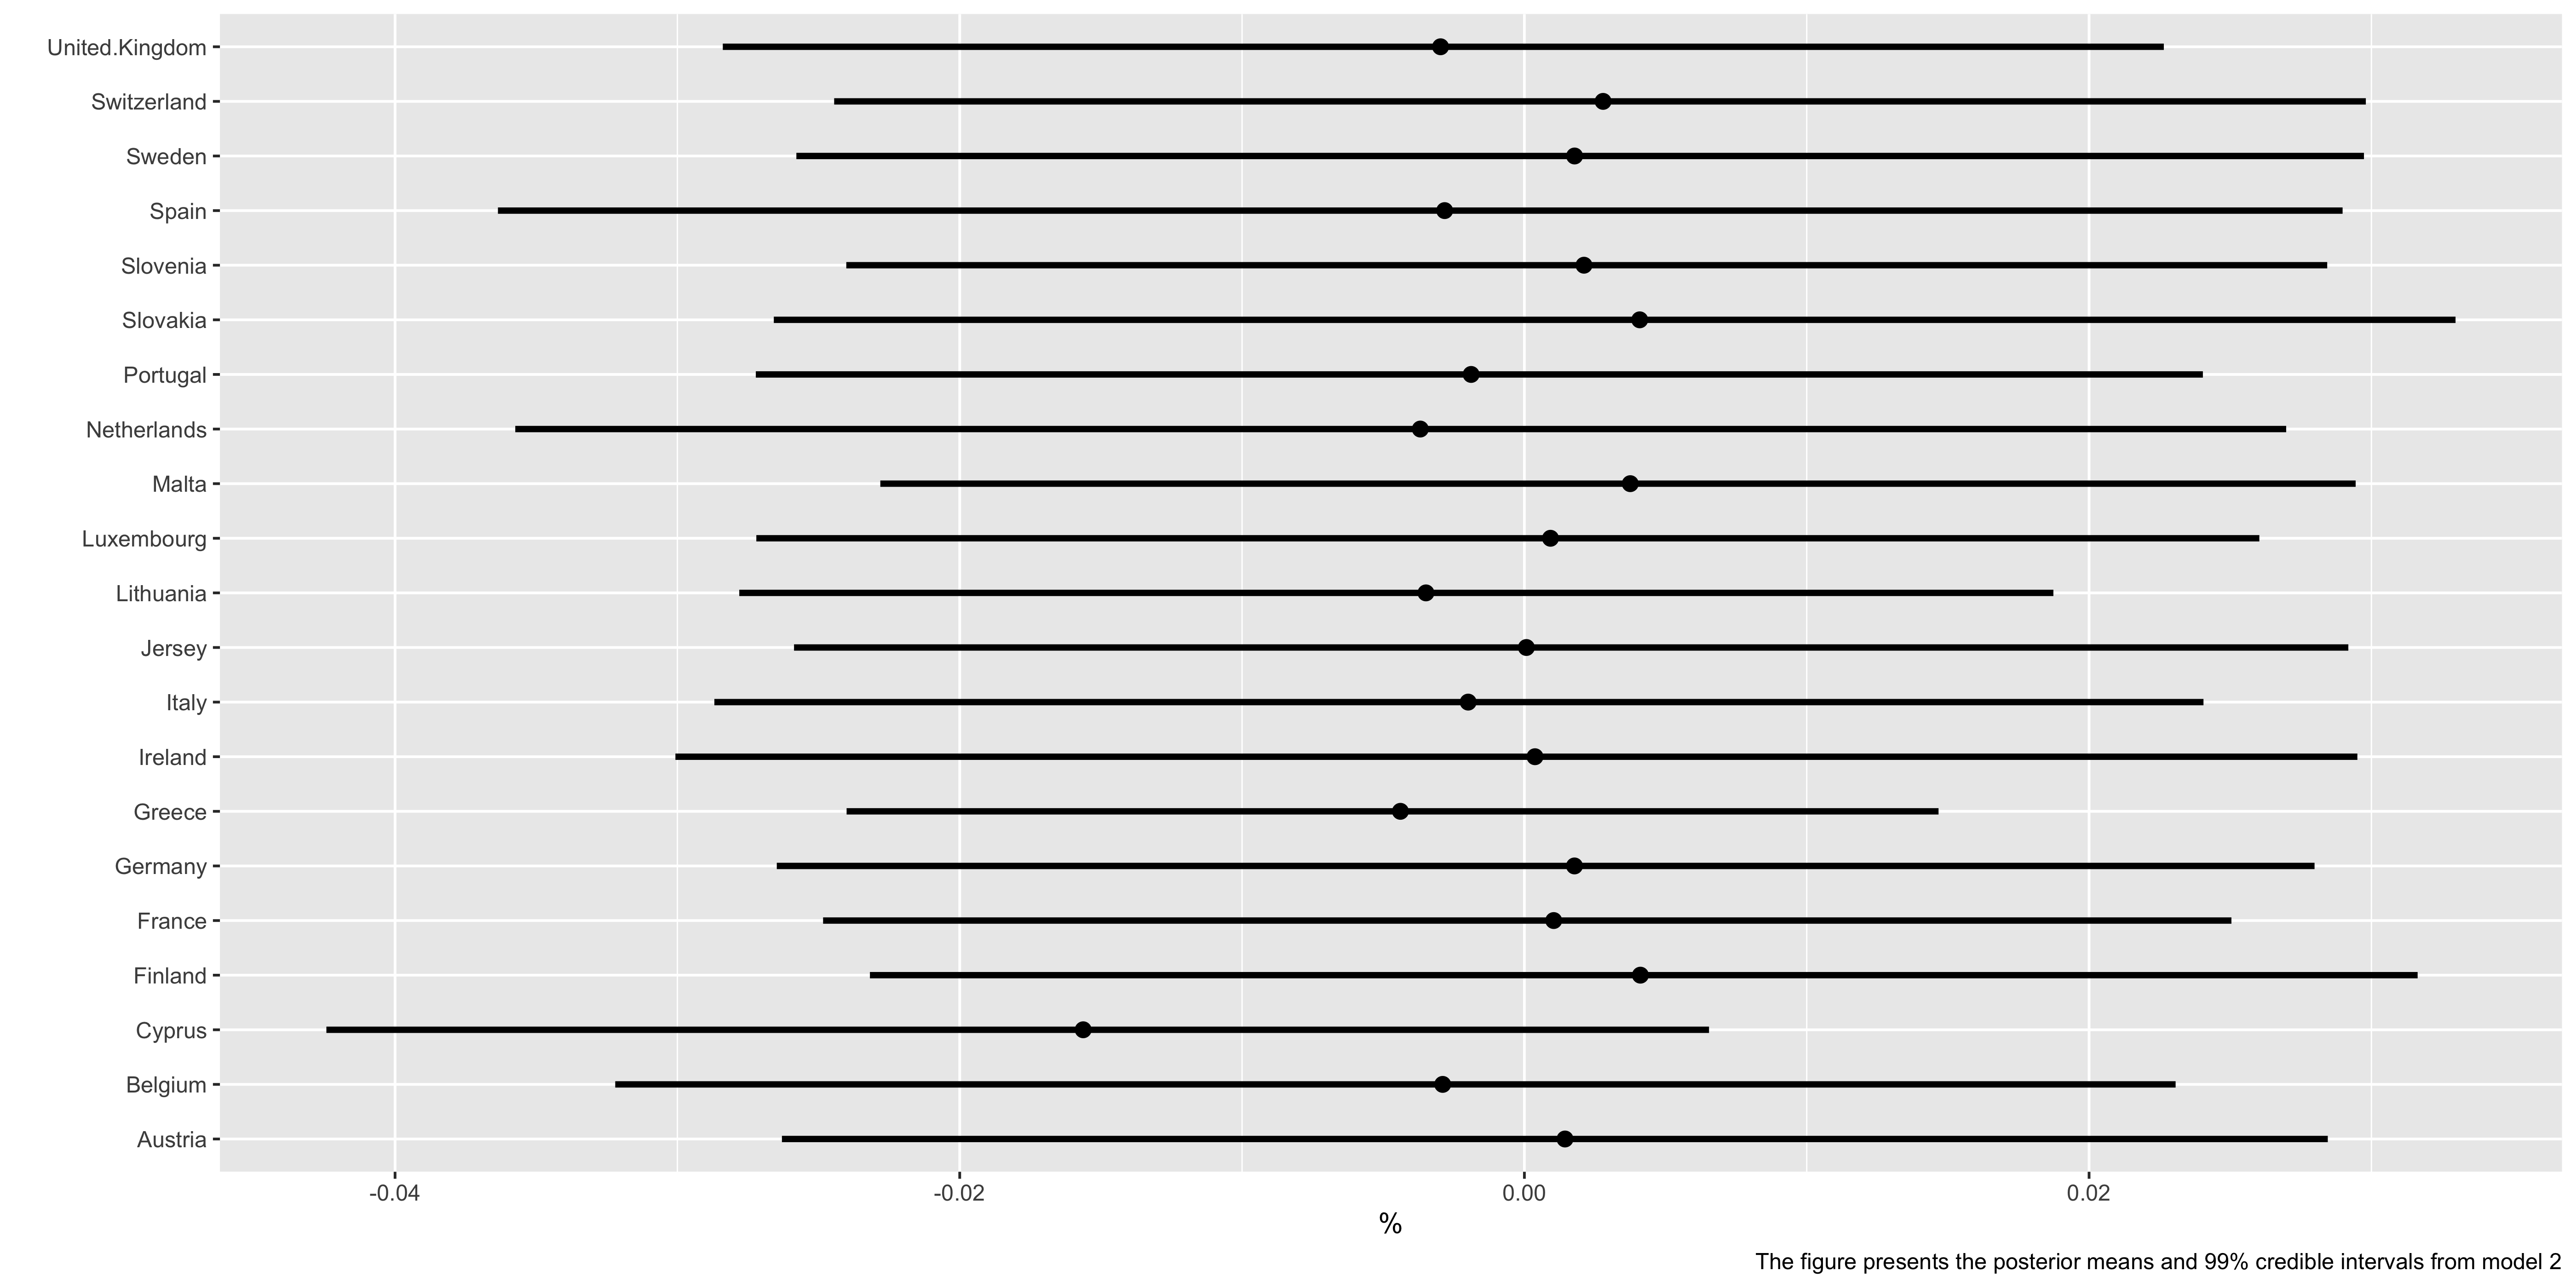 United.Kingdom
Switzerland
Sweden
Spain
Slovenia
Slovakia
Portugal
Netherlands
Malta
Luxembourg
Lithuania
Jersey
Italy
Ireland
Greece
Germany
France
Finland
Cyprus
Belgium
Austria
-0.04 -0.02 0.00 0.02
%
The figure presents the posterior means and 99% credible intervals from model 2